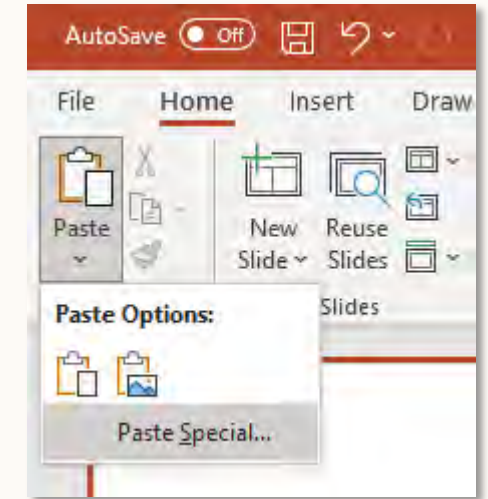 AutoSave Off
File Home Insert Draw
Paste New Reuse
Slide Slides
Slides
Paste Options:
Paste Special...